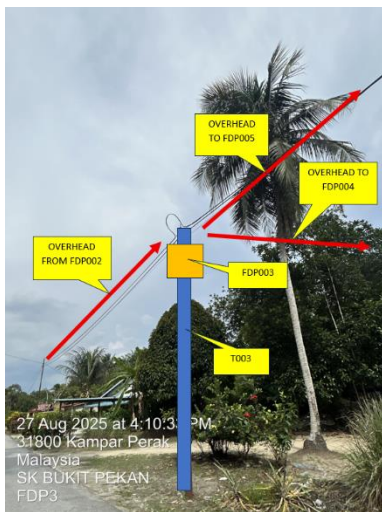 OVERHEAD
TO FDP005
OVERHEAD TO
FDP004
OVERHEAD
FROM FDP002
FDP003
T003
27 Aug 2025 at 4:10:33 PM
31800 Kampar Perak
Malaysia
SK BUKIT PEKAN
FDP3